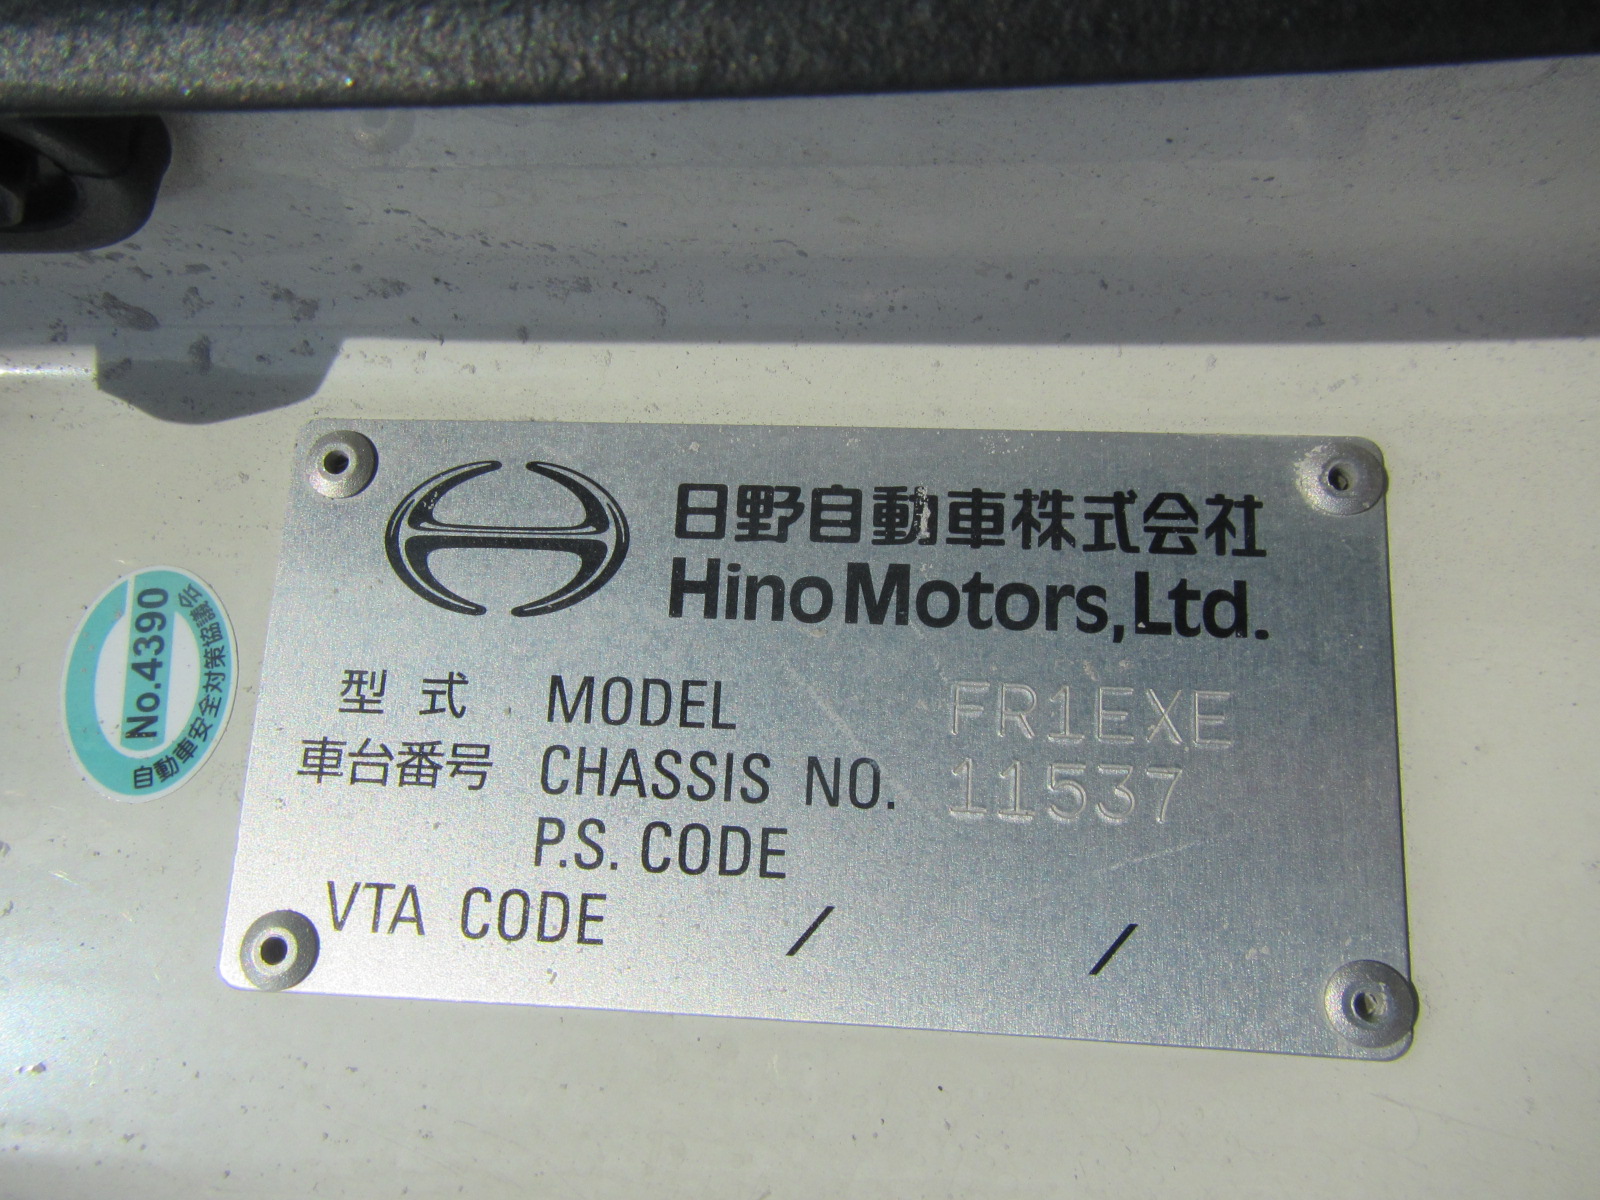 日野自動車株式会社
Hino Motors, Ltd.
型式 MODEL FR1EXE
車台番号 CHASSIS NO. 11537
P.S. CODE
VTA CODE / /
No.4390
自動車安全対策協議会